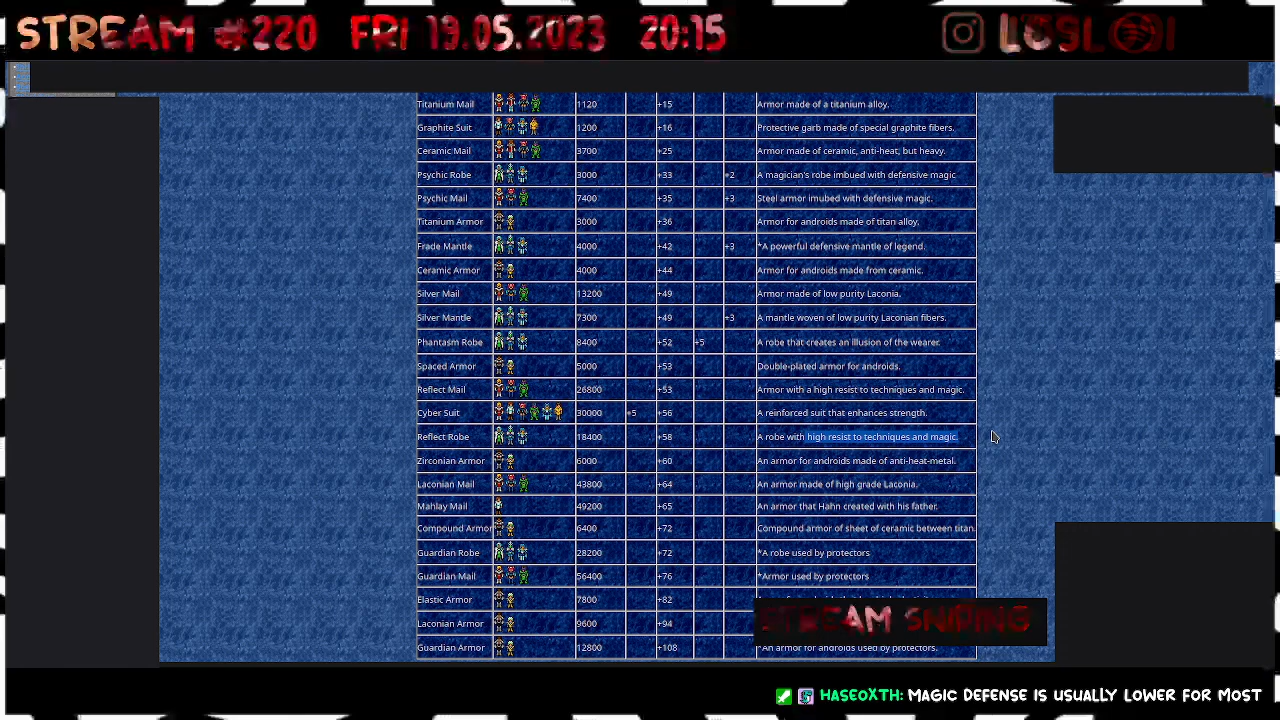 STREAM #220 FRI 19.05.2023 20:15
Titanium Mail 1120 +15 Armor made of a titanium alloy.
Graphite Suit 1200 +16 Protective garb made of special graphite fibers.
Ceramic Mail 3700 +25 Armor made of ceramic, anti-heat, but heavy.
Psychic Robe 3000 +33 +2 A magician's robe imbued with defensive magic
Psychic Mail 7400 +35 +3 Steel armor imubed with defensive magic.
Titanium Armor 3000 +36 Armor for androids made of titan alloy.
Frade Mantle 4000 +42 +3 *A powerful defensive mantle of legend.
Ceramic Armor 4000 +44 Armor for androids made from ceramic.
Silver Mail 13200 +49 Armor made of low purity Laconia.
Silver Mantle 7300 +49 +3 A mantle woven of low purity Laconian fibers.
Phantasm Robe 8400 +52 +5 A robe that creates an illusion of the wearer.
Spaced Armor 5000 +53 Double-plated armor for androids.
Reflect Mail 26800 +53 Armor with a high resist to techniques and magic.
Cyber Suit 30000 +5 +56 A reinforced suit that enhances strength.
Reflect Robe 18400 +58 A robe with high resist to techniques and magic.
Zirconian Armor 6000 +60 An armor for androids made of anti-heat-metal.
Laconian Mail 43800 +64 An armor made of high grade Laconia.
Mahlay Mail 49200 +65 An armor that Hahn created with his father.
Compound Armor 6400 +72 Compound armor of sheet of ceramic between titan.
Guardian Robe 28200 +72 *A robe used by protectors
Guardian Mail 56400 +76 *Armor used by protectors
Elastic Armor 7800 +82
Laconian Armor 9600 +94
STREAM SNIPING
Guardian Armor 12800 +108 *An armor for androids used by protectors.
HASEOXTH: MAGIC DEFENSE IS USUALLY LOWER FOR MOST